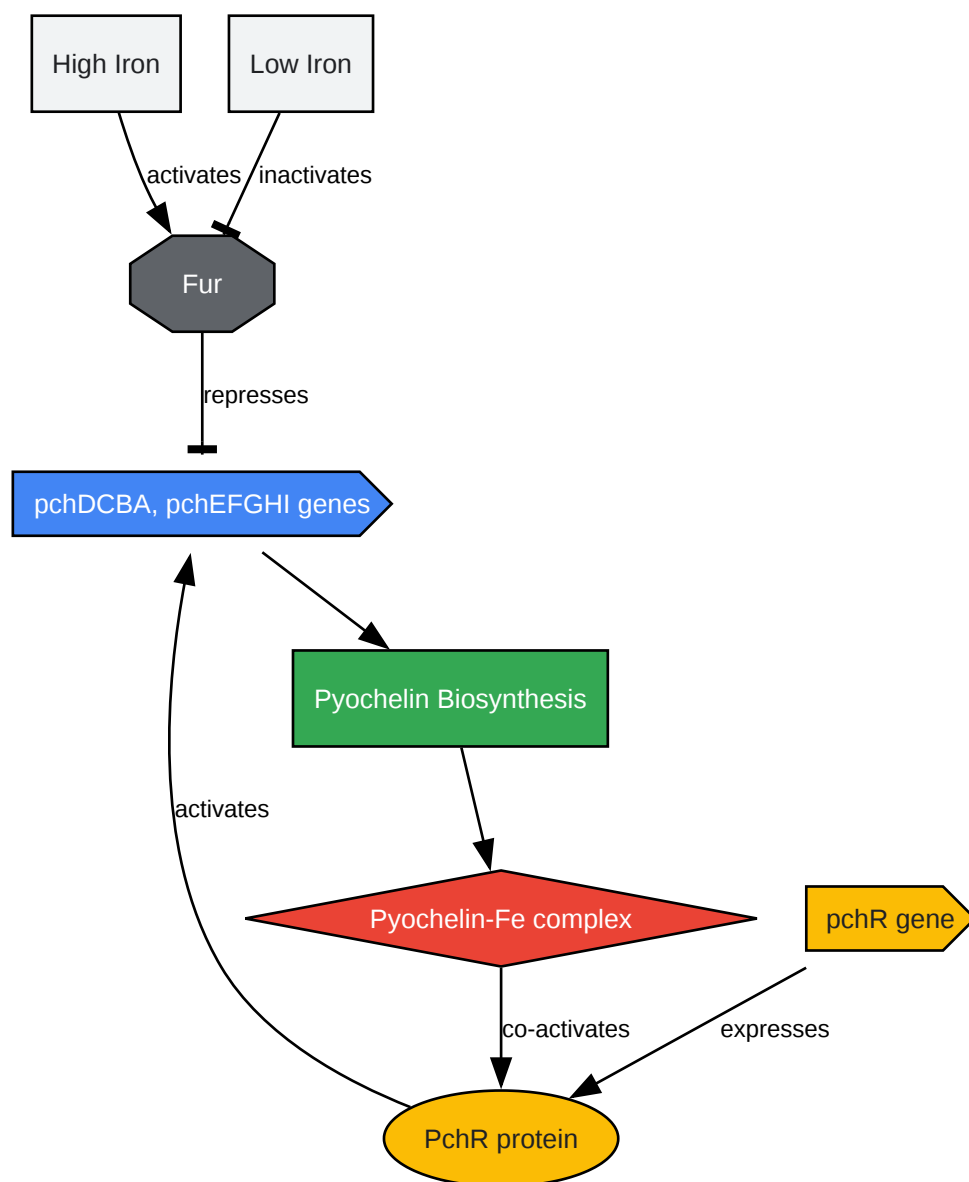 High Iron
Low Iron
activates
inactivates
Fur
represses
pchDCBA, pchEFGHI genes
Pyochelin Biosynthesis
activates
Pyochelin-Fe complex
pchR gene
co-activates
expresses
PchR protein